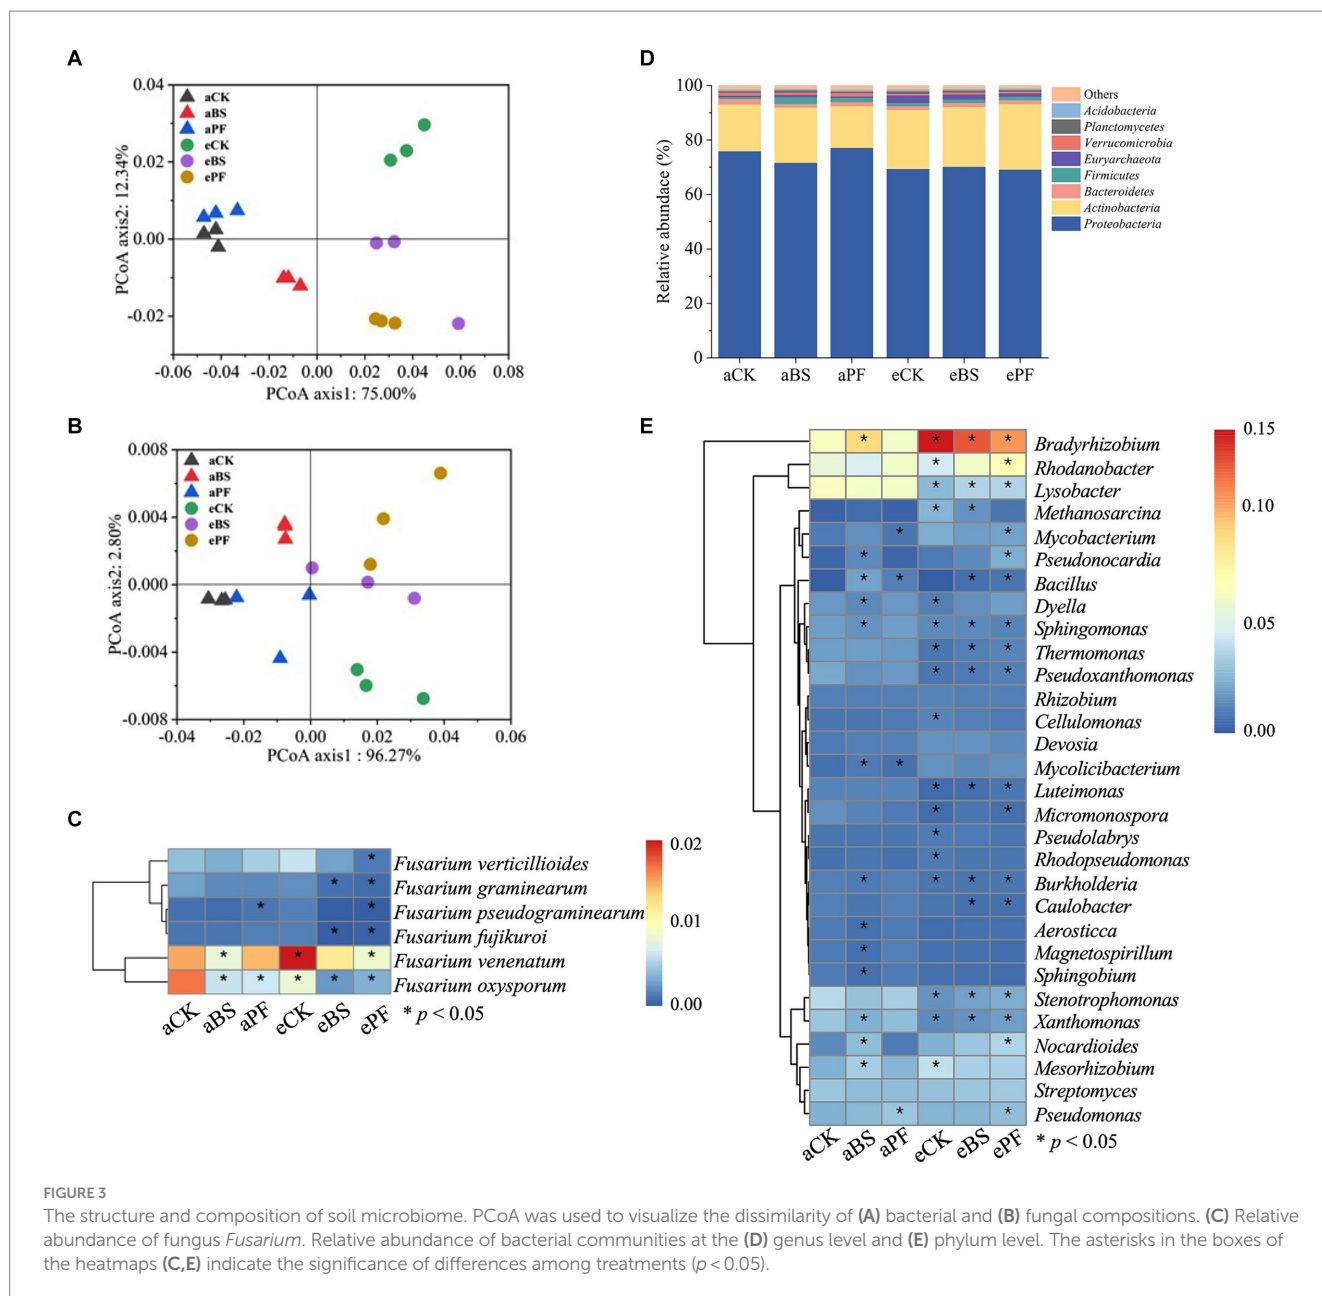 A
0.04
0.02
0.00
-0.02
PCoA axis2: 12.34%
aCK
aBS
aPF
eCK
eBS
ePF
-0.06 -0.04 -0.02 0.00 0.02 0.04 0.06 0.08
PCoA axis1: 75.00%
B
0.008
0.004
0.000
-0.004
-0.008
PCoA axis2: 2.80%
aCK
aBS
aPF
eCK
eBS
ePF
-0.04 -0.02 0.00 0.02 0.04 0.06
PCoA axis1 : 96.27%
C
Fusarium verticillioides
Fusarium graminearum
Fusarium pseudograminearum
Fusarium fujikuroi
Fusarium venenatum
Fusarium oxysporum
aCK aBS aPF eCK eBS ePF
* p < 0.05
0.02
0.01
0.00
D
100
80
60
40
20
0
Relative abundace (%)
aCK aBS aPF eCK eBS ePF
Others
Acidobacteria
Planctomycetes
Verrucomicrobia
Euryarchaeota
Firmicutes
Bacteroidetes
Actinobacteria
Proteobacteria
E
Bradyrhizobium
Rhodanobacter
Lysobacter
Methanosarcina
Mycobacterium
Pseudonocardia
Bacillus
Dyella
Sphingomonas
Thermomonas
Pseudoxanthomonas
Rhizobium
Cellulomonas
Devosia
Mycolicibacterium
Luteimonas
Micromonospora
Pseudolabrys
Rhodopseudomonas
Burkholderia
Caulobacter
Aerosticca
Magnetospirillum
Sphingobium
Stenotrophomonas
Xanthomonas
Nocardioides
Mesorhizobium
Streptomyces
Pseudomonas
aCK aBS aPF eCK eBS ePF
* p < 0.05
0.15
0.10
0.05
0.00
FIGURE 3
The structure and composition of soil microbiome. PCoA was used to visualize the dissimilarity of (A) bacterial and (B) fungal compositions. (C) Relative
abundance of fungus Fusarium. Relative abundance of bacterial communities at the (D) genus level and (E) phylum level. The asterisks in the boxes of
the heatmaps (C,E) indicate the significance of differences among treatments (p < 0.05).